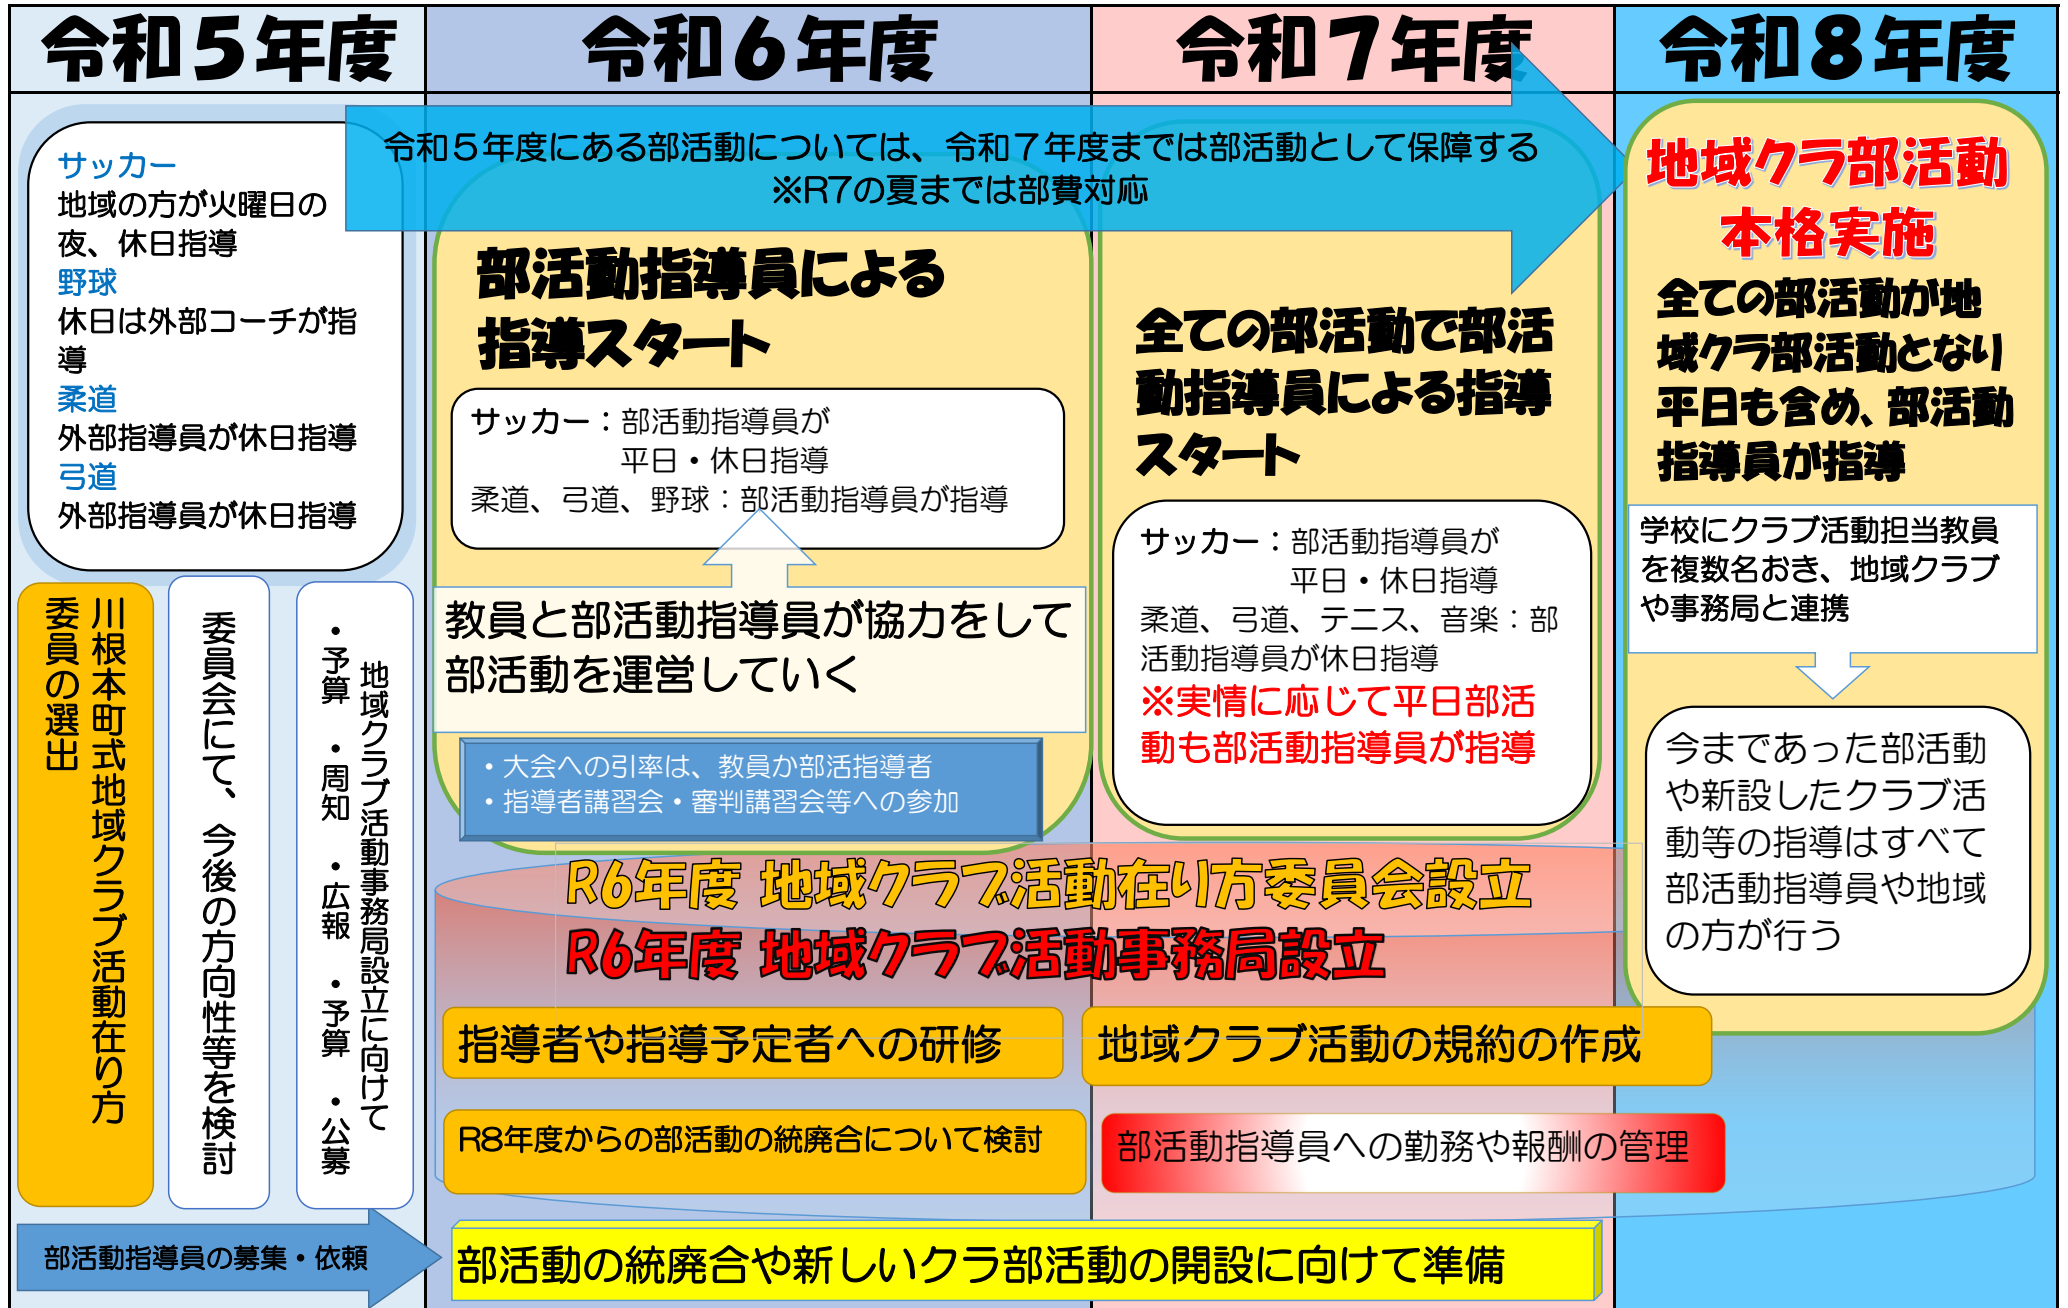 令和５年度
令和６年度
令和７年度
令和８年度
令和５年度にある部活動については、令和７年度までは部活動として保障する
※R7の夏までは部費対応
サッカー
地域の方が火曜日の
夜、休日指導
野球
休日は外部コーチが指
導
柔道
外部指導員が休日指導
弓道
外部指導員が休日指導
川根本町式地域クラブ活動在り方
委員の選出
委員会にて、今後の方向性等を検討
地域クラブ活動事務局設立に向けて
・予算　・周知　・広報　・予算　・公募
部活動指導員の募集・依頼
部活動指導員による
指導スタート
サッカー：部活動指導員が
平日・休日指導
柔道、弓道、野球：部活動指導員が指導
教員と部活動指導員が協力をして
部活動を運営していく
・大会への引率は、教員か部活指導者
・指導者講習会・審判講習会等への参加
全ての部活動で部活
動指導員による指導
スタート
サッカー：部活動指導員が
平日・休日指導
柔道、弓道、テニス、音楽：部
活動指導員が休日指導
※実情に応じて平日部活
動も部活動指導員が指導
地域クラ部活動
本格実施
全ての部活動が地
域クラ部活動となり
平日も含め、部活動
指導員が指導
学校にクラブ活動担当教員
を複数名おき、地域クラブ
や事務局と連携
今まであった部活動
や新設したクラブ活
動等の指導はすべて
部活動指導員や地域
の方が行う
R6年度 地域クラブ活動在り方委員会設立
R6年度 地域クラブ活動事務局設立
指導者や指導予定者への研修
地域クラブ活動の規約の作成
R8年度からの部活動の統廃合について検討
部活動指導員への勤務や報酬の管理
部活動の統廃合や新しいクラ部活動の開設に向けて準備